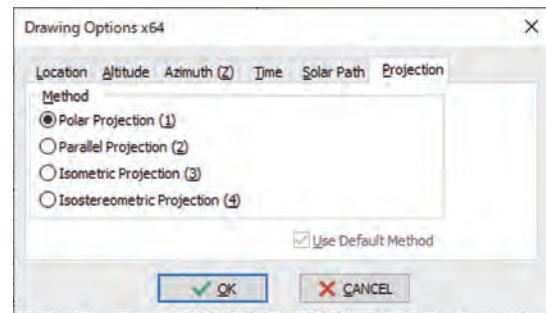 Drawing Options x64
Location Altitude Azimuth (Z) Time Solar Path Projection
Method
Polar Projection (1)
Parallel Projection (2)
Isometric Projection (3)
Isostereometric Projection (4)
Use Default Method
OK CANCEL